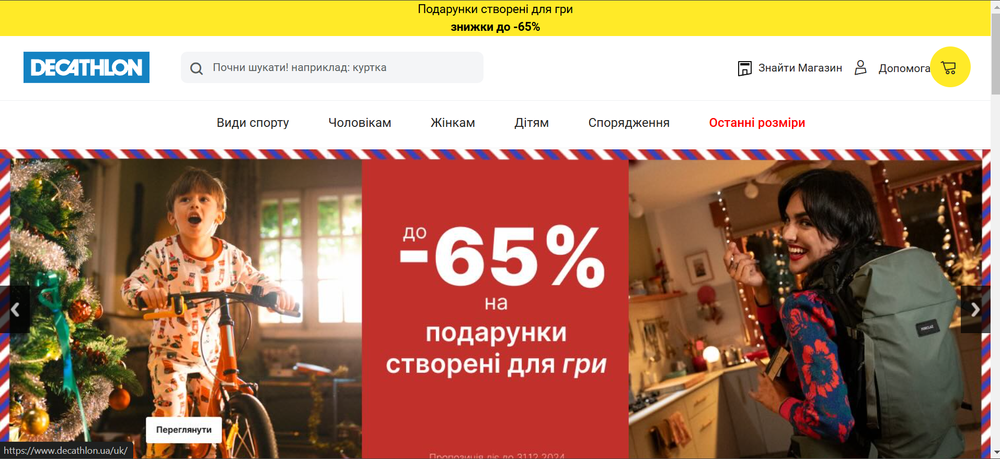 Подарунки створені для гри
знижки до -65%
DECATHLON
Почни шукати! наприклад: куртка
Знайти Магазин
Допомога
Види спорту
Чоловікам
Жінкам
Дітям
Спорядження
Останні розміри
до
-65%
на
подарунки
створені для гри
FORCLAZ
Переглянути
Пропозиція діє до 31.12.2024
https://www.decathlon.ua/uk/